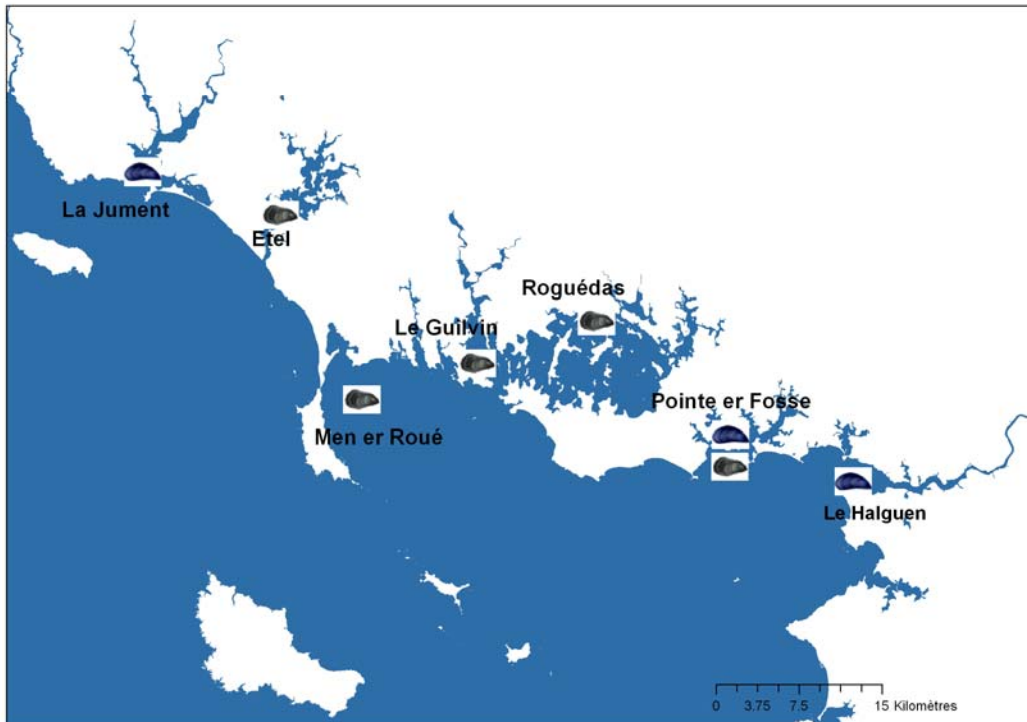 La Jument
Etel
Roguédas
Le Guilvin
Pointe er Fosse
Men er Roué
Le Halguen
0 3.75 7.5 15 Kilomètres